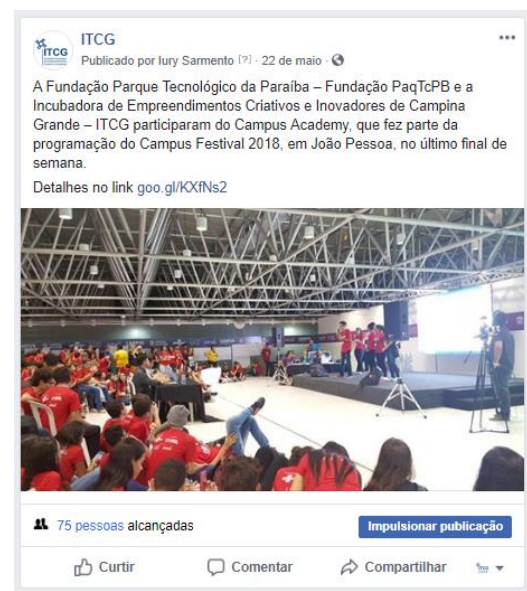 ITCG
ITCG
Publicado por Iury Sarmento [?] · 22 de maio ·
A Fundação Parque Tecnológico da Paraíba – Fundação PaqTcPB e a
Incubadora de Empreendimentos Criativos e Inovadores de Campina
Grande – ITCG participaram do Campus Academy, que fez parte da
programação do Campus Festival 2018, em João Pessoa, no último final de
semana.
Detalhes no link goo.gl/KXfNs2
75 pessoas alcançadas
Impulsionar publicação
Curtir
Comentar
Compartilhar